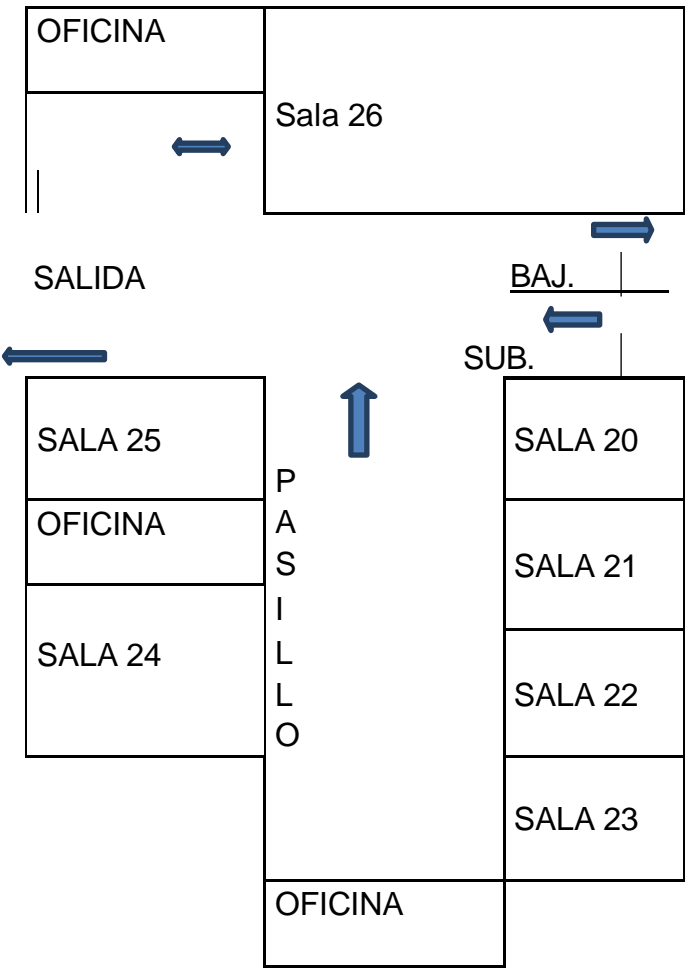 OFICINA
Sala 26
SALIDA
BAJ.
SUB.
SALA 25
SALA 20
PASILLO
OFICINA
SALA 21
SALA 24
SALA 22
SALA 23
OFICINA